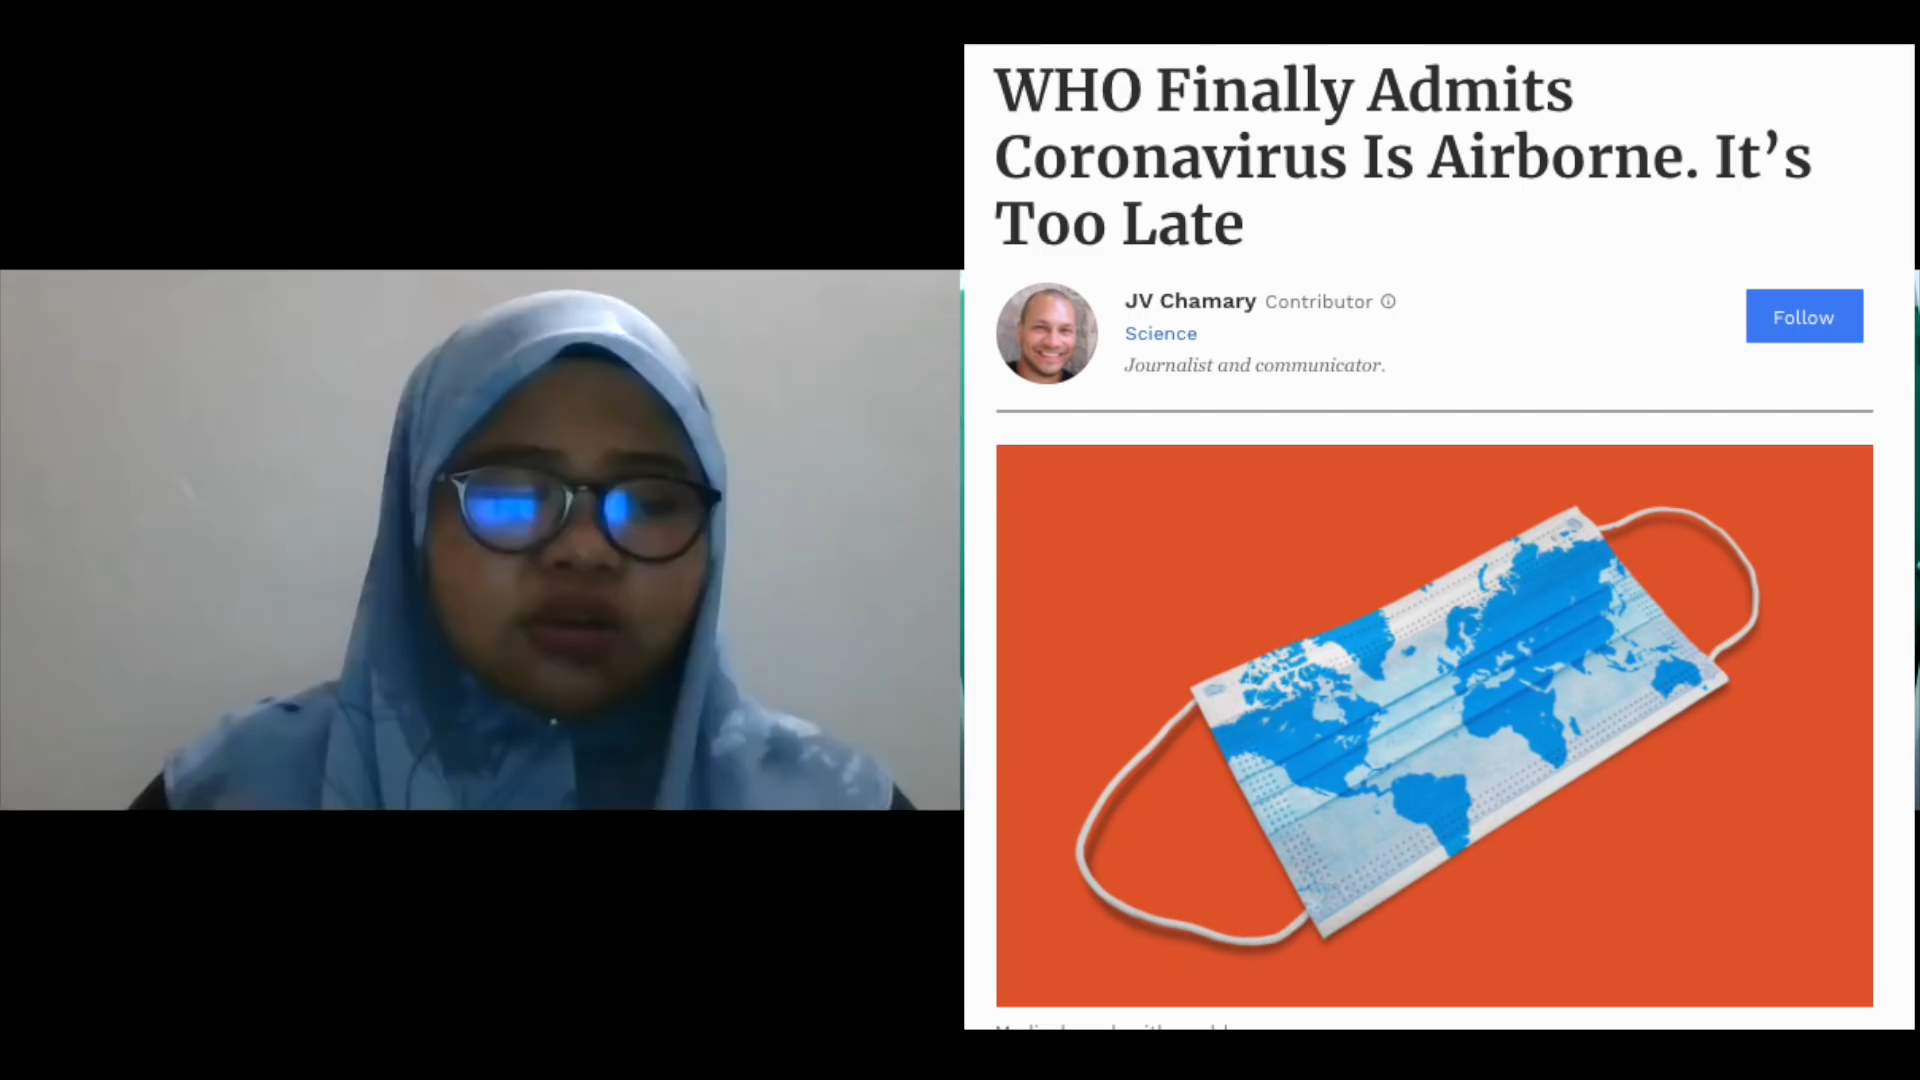 WHO Finally Admits
Coronavirus Is Airborne. It’s
Too Late
JV Chamary Contributor
Science
Journalist and communicator.
Follow